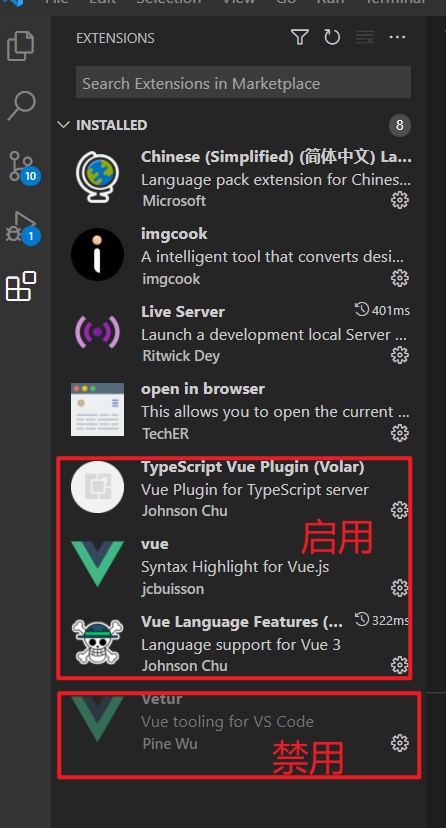 File Edit Selection View Go Run Terminal
EXTENSIONS
Search Extensions in Marketplace
INSTALLED 8
Chinese (Simplified) (简体中文) La...
Language pack extension for Chines...
Microsoft
10
imgcook
A intelligent tool that converts desi...
imgcook
1
Live Server 401ms
Launch a development local Server ...
Ritwick Dey
open in browser
This allows you to open the current ...
TechER
TypeScript Vue Plugin (Volar)
Vue Plugin for TypeScript server
Johnson Chu
启用
vue
Syntax Highlight for Vue.js
jcbuisson
Vue Language Features (... 322ms
Language support for Vue 3
Johnson Chu
Vetur
Vue tooling for VS Code
Pine Wu
禁用